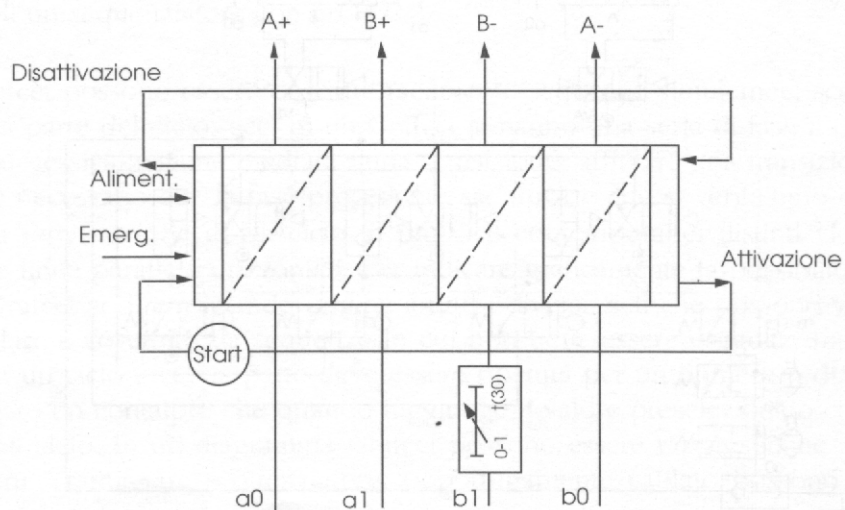 A+ B+ B- A-
Disattivazione
Aliment.
Emerg.
Attivazione
Start
0-1 t(30)
a0 a1 b1 b0